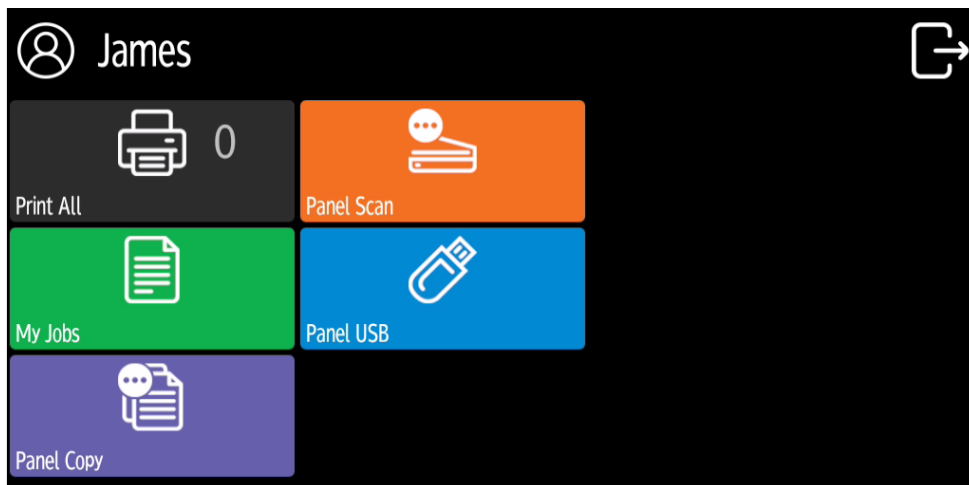 James
0
Print All
Panel Scan
My Jobs
Panel USB
Panel Copy